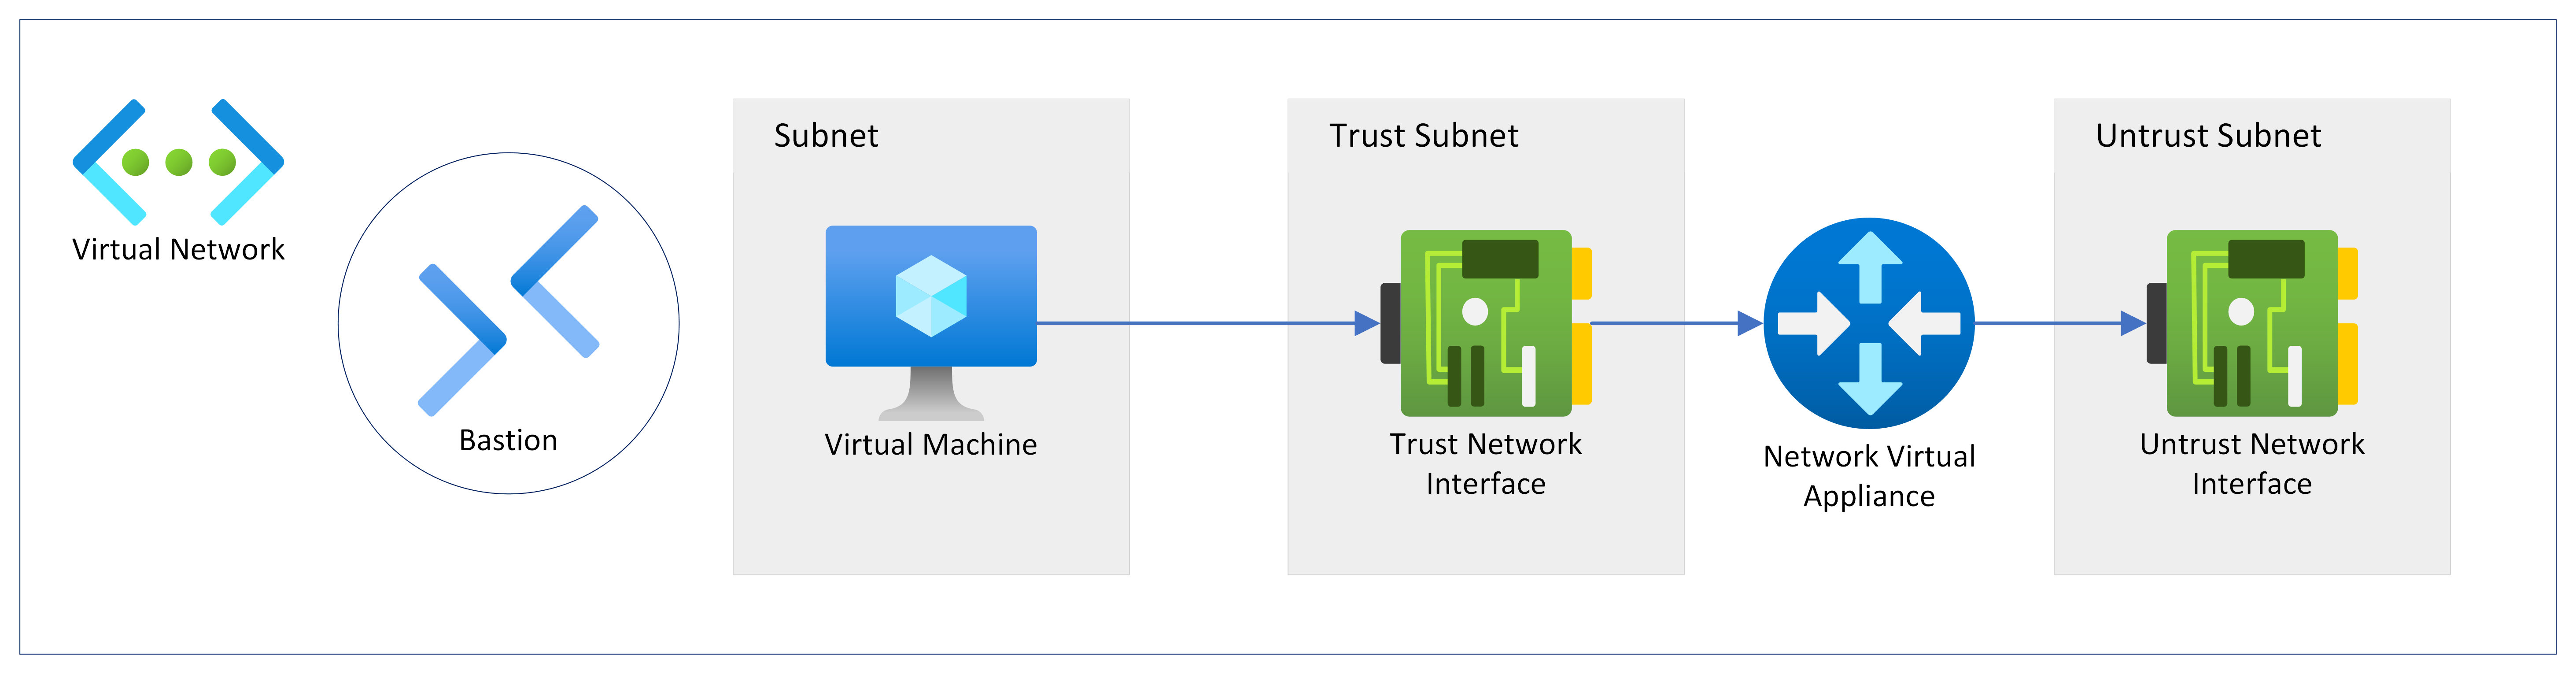 Virtual Network
Bastion
Subnet
Virtual Machine
Trust Subnet
Trust Network
Interface
Network Virtual
Appliance
Untrust Subnet
Untrust Network
Interface